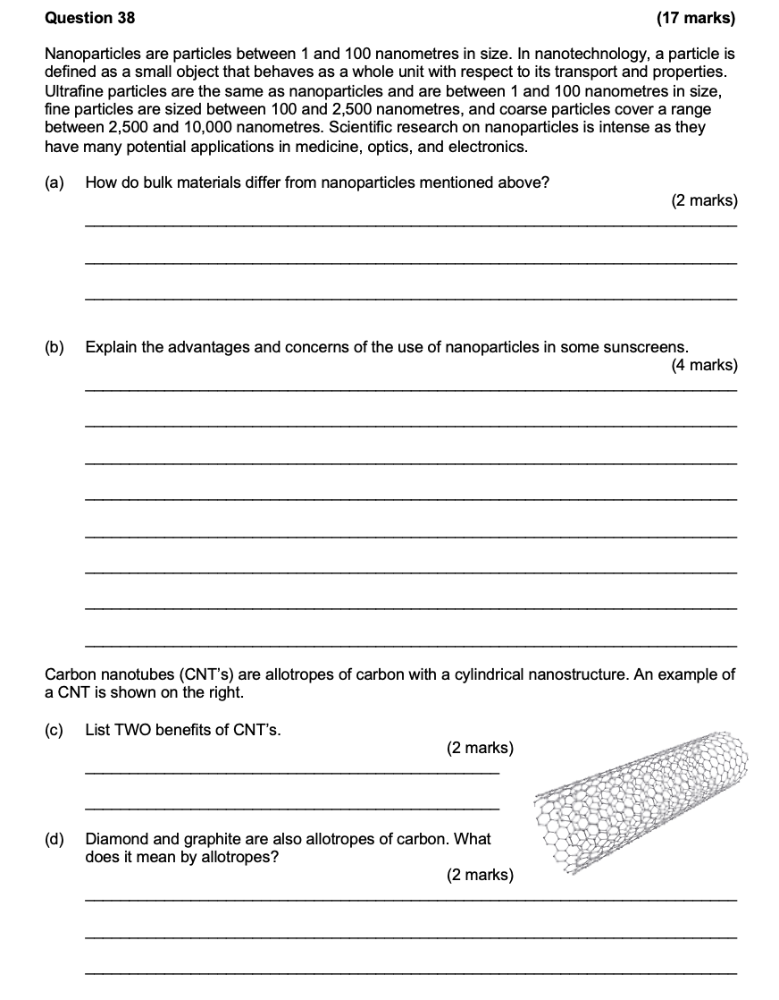 Question 38 (17 marks)
Nanoparticles are particles between 1 and 100 nanometres in size. In nanotechnology, a particle is
defined as a small object that behaves as a whole unit with respect to its transport and properties.
Ultrafine particles are the same as nanoparticles and are between 1 and 100 nanometres in size,
fine particles are sized between 100 and 2,500 nanometres, and coarse particles cover a range
between 2,500 and 10,000 nanometres. Scientific research on nanoparticles is intense as they
have many potential applications in medicine, optics, and electronics.
(a) How do bulk materials differ from nanoparticles mentioned above?
(2 marks)
(b) Explain the advantages and concerns of the use of nanoparticles in some sunscreens.
(4 marks)
Carbon nanotubes (CNT's) are allotropes of carbon with a cylindrical nanostructure. An example of
a CNT is shown on the right.
(c) List TWO benefits of CNT's.
(2 marks)
(d) Diamond and graphite are also allotropes of carbon. What
does it mean by allotropes?
(2 marks)